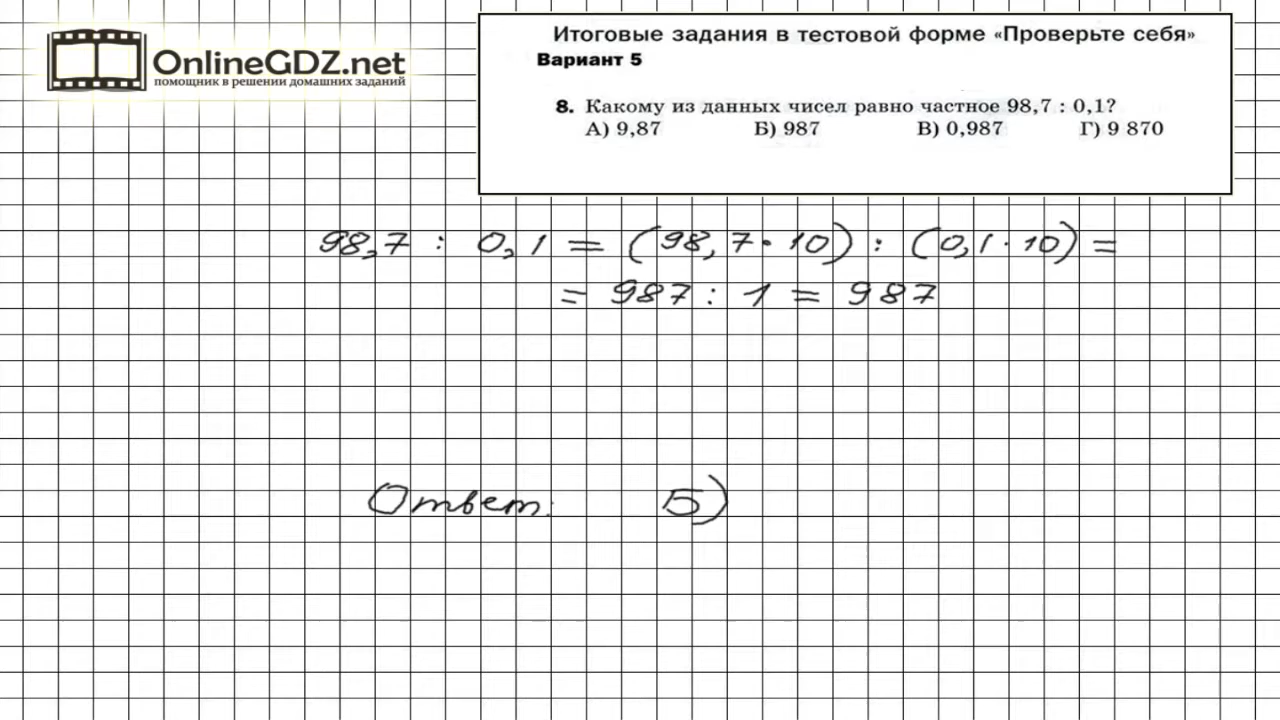 OnlineGDZ.net
помощник в решении домашних заданий
Итоговые задания в тестовой форме «Проверьте себя»
Вариант 5
8. Какому из данных чисел равно частное 98,7 : 0,1?
А) 9,87 Б) 987 В) 0,987 Г) 9 870
98,7 : 0,1 = (98,7·10) : (0,1·10) =
= 987 : 1 = 987
Ответ: Б)